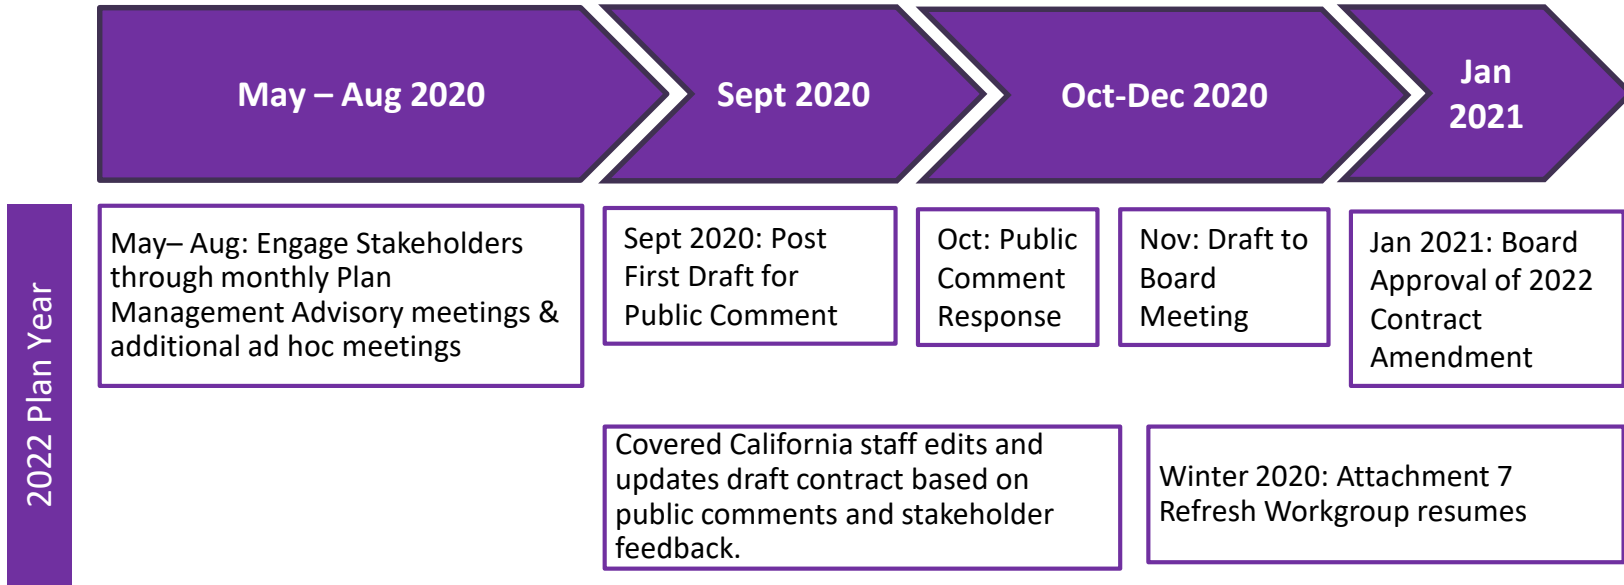 May – Aug 2020
Sept 2020
Oct-Dec 2020
Jan
2021
2022 Plan Year
May– Aug: Engage Stakeholders
through monthly Plan
Management Advisory meetings &
additional ad hoc meetings
Sept 2020: Post
First Draft for
Public Comment
Oct: Public
Comment
Response
Nov: Draft to
Board
Meeting
Jan 2021: Board
Approval of 2022
Contract
Amendment
Covered California staff edits and
updates draft contract based on
public comments and stakeholder
feedback.
Winter 2020: Attachment 7
Refresh Workgroup resumes